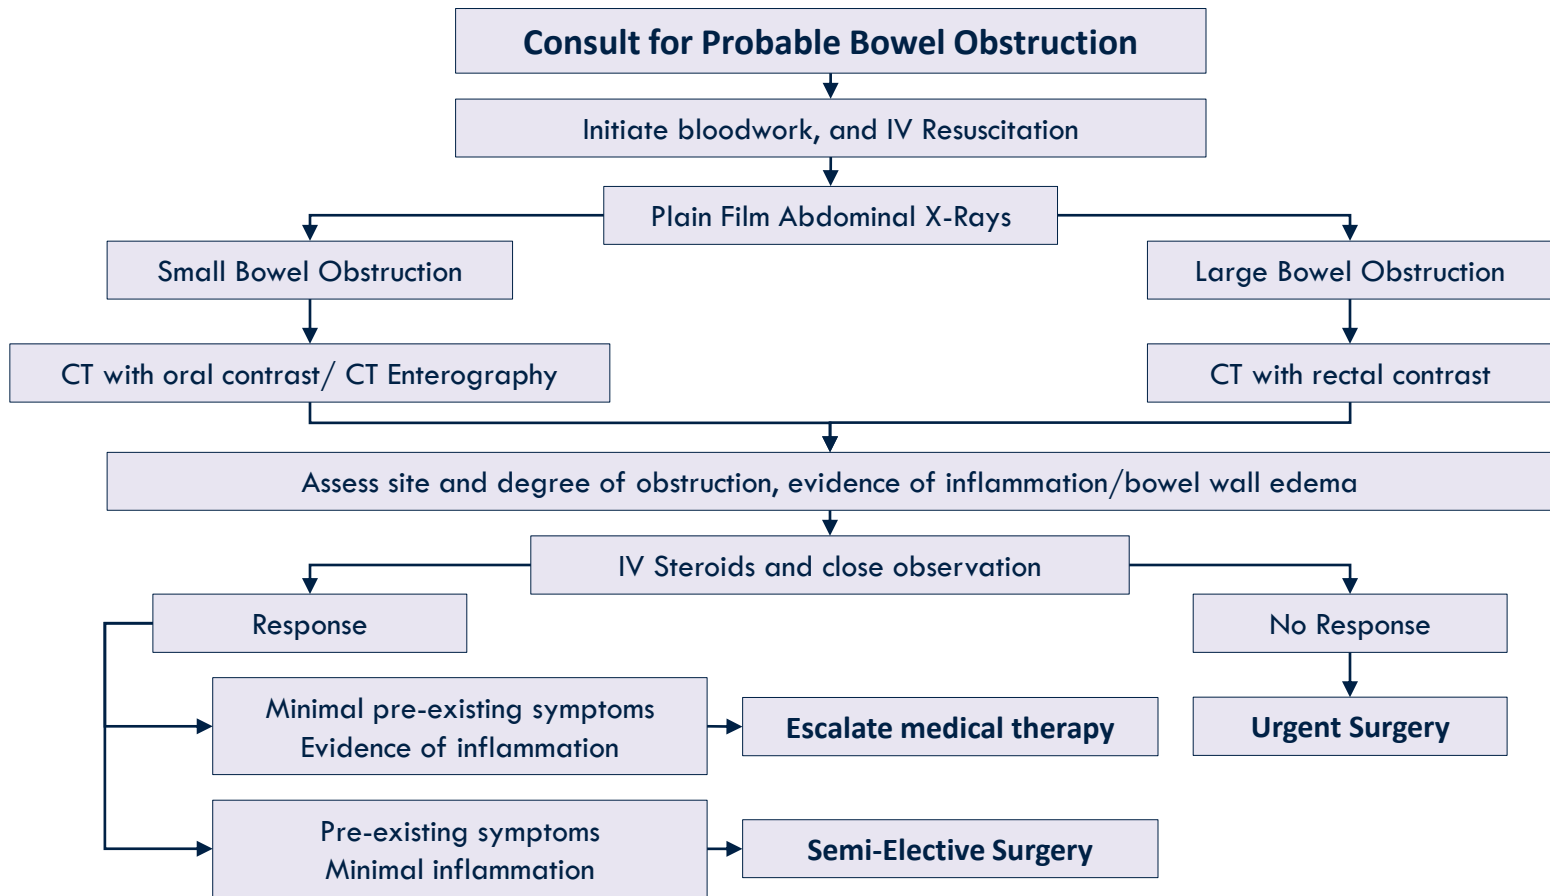 Consult for Probable Bowel Obstruction
Initiate bloodwork, and IV Resuscitation
Plain Film Abdominal X-Rays
Small Bowel Obstruction
Large Bowel Obstruction
CT with oral contrast/ CT Enterography
CT with rectal contrast
Assess site and degree of obstruction, evidence of inflammation/bowel wall edema
IV Steroids and close observation
Response
No Response
Minimal pre-existing symptoms
Evidence of inflammation
Escalate medical therapy
Urgent Surgery
Pre-existing symptoms
Minimal inflammation
Semi-Elective Surgery